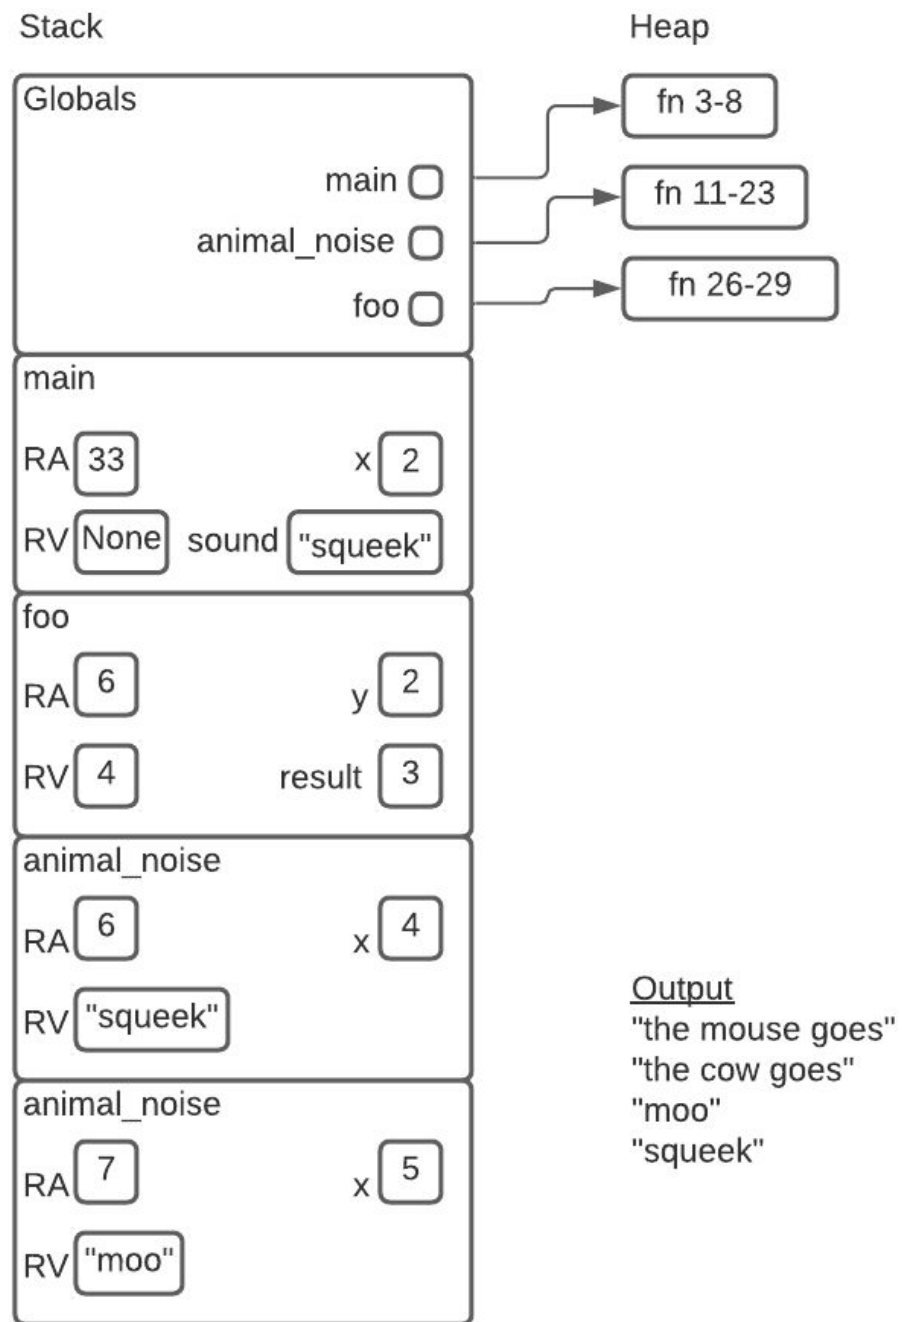 Stack
Heap
Globals
main
animal_noise
foo
fn 3-8
fn 11-23
fn 26-29
main
RA 33
x 2
RV None
sound "squeek"
foo
RA 6
y 2
RV 4
result 3
animal_noise
RA 6
x 4
RV "squeek"
animal_noise
RA 7
x 5
RV "moo"
Output
"the mouse goes"
"the cow goes"
"moo"
"squeek"